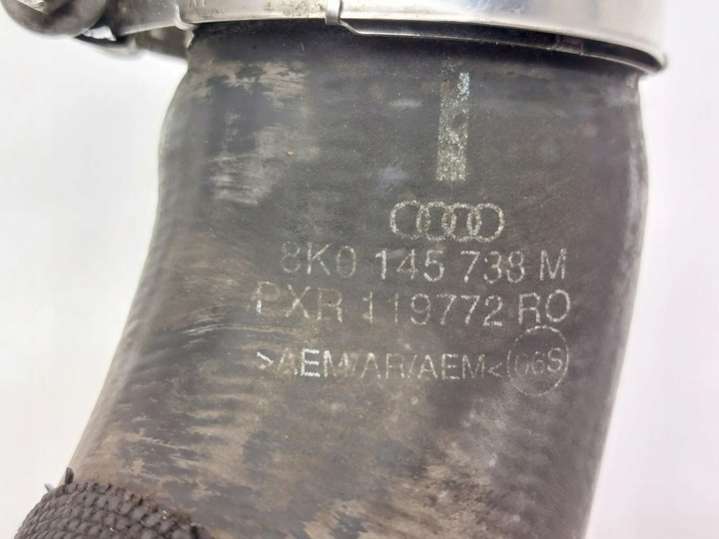 8K0 145 738 M
PXR 119772 RO
>AEM/AR/AEM< 06S